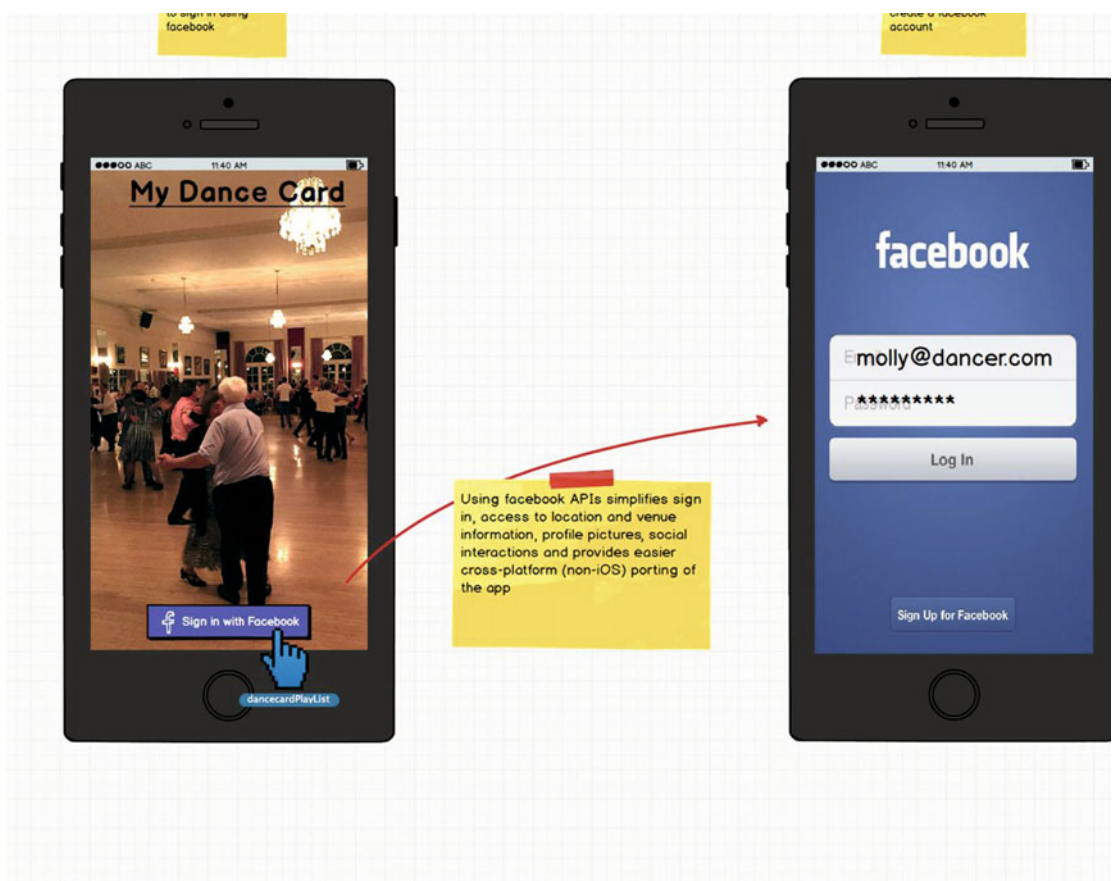 to sign in using
facebook
create a facebook
account
ABC 11:40 AM
My Dance Card
Sign in with Facebook
dancecardPlayList
Using facebook APIs simplifies sign
in, access to location and venue
information, profile pictures, social
interactions and provides easier
cross-platform (non-iOS) porting of
the app
ABC 11:40 AM
facebook
molly@dancer.com
Password *********
Log In
Sign Up for Facebook